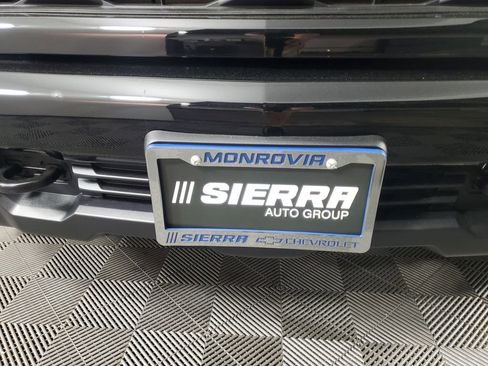 MONROVIA
SIERRA
AUTO GROUP
SIERRA CHEVROLET